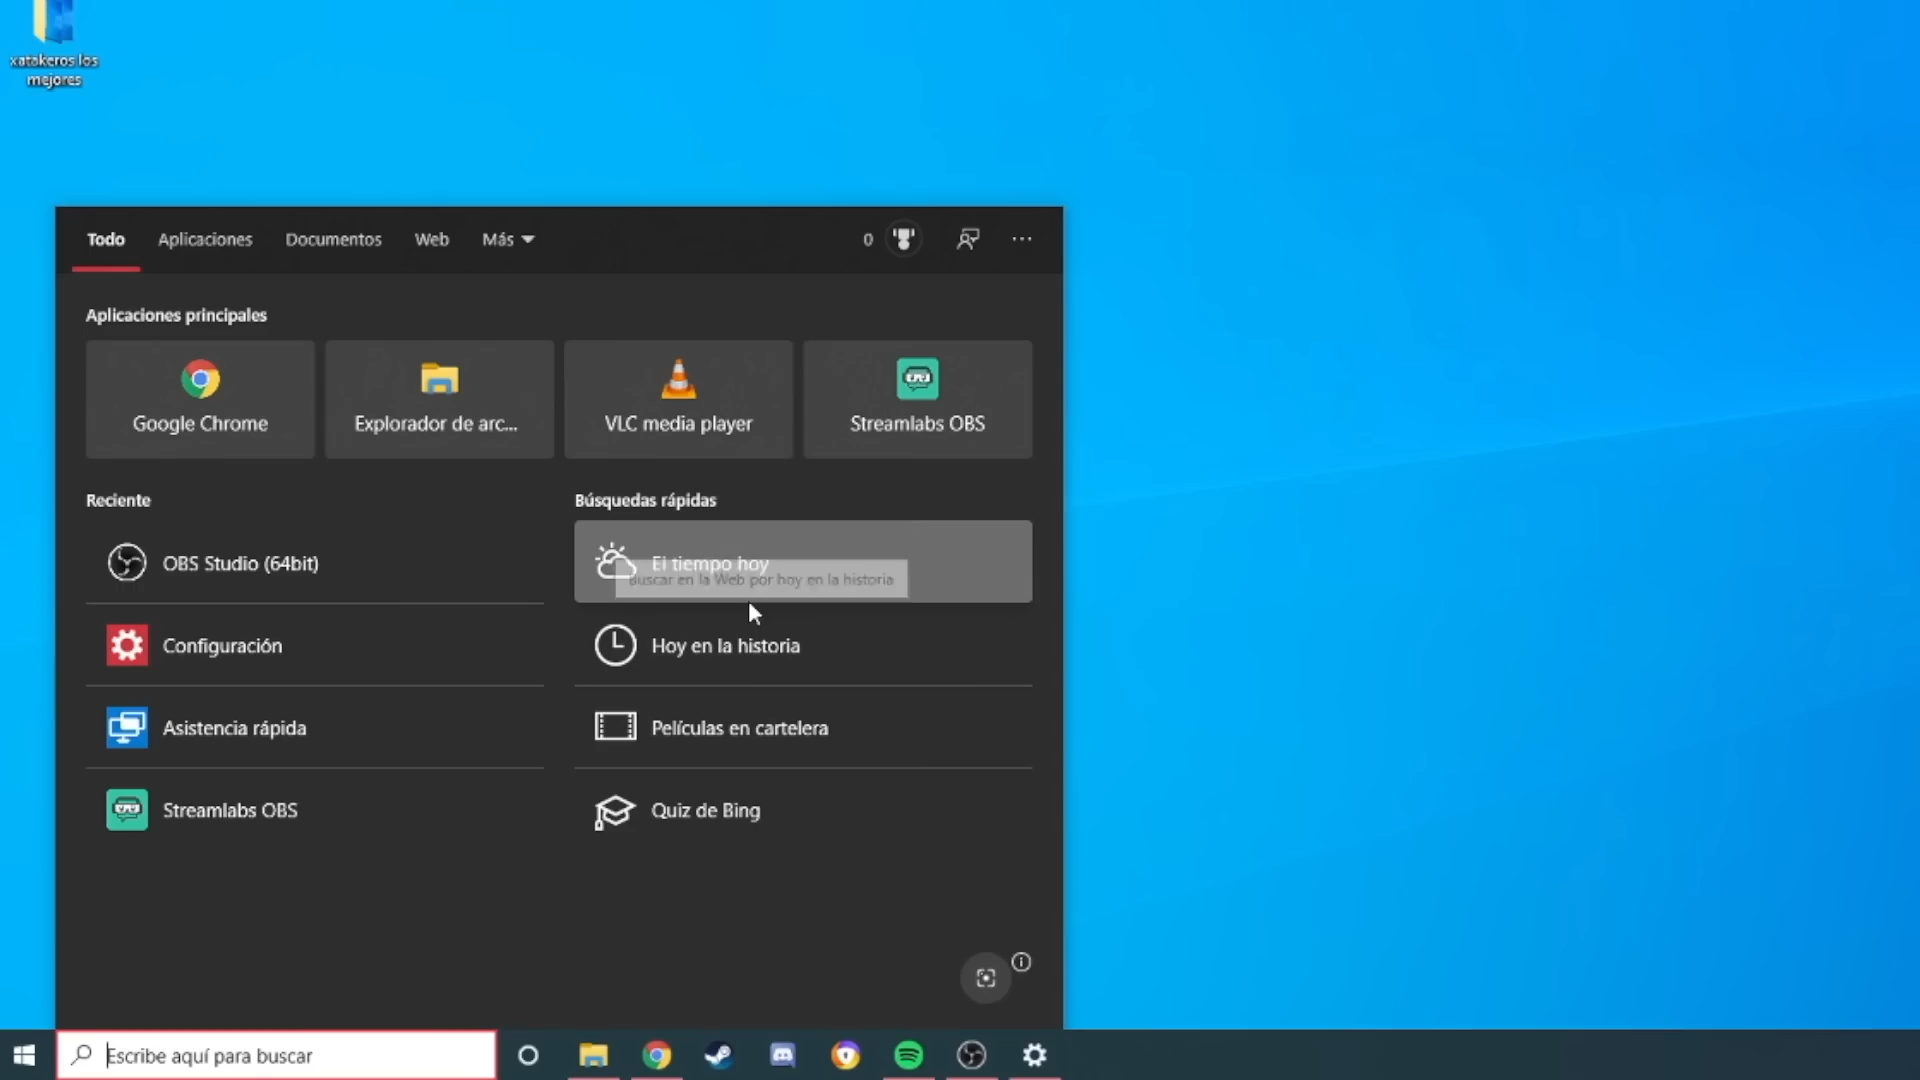 xatakeros los
mejores
Todo Aplicaciones Documentos Web Más 0
Aplicaciones principales
Google Chrome Explorador de arc... VLC media player Streamlabs OBS
Reciente Búsquedas rápidas
OBS Studio (64bit) El tiempo hoy
Buscar en la Web por hoy en la historia
Configuración Hoy en la historia
Asistencia rápida Películas en cartelera
Streamlabs OBS Quiz de Bing
Escribe aquí para buscar